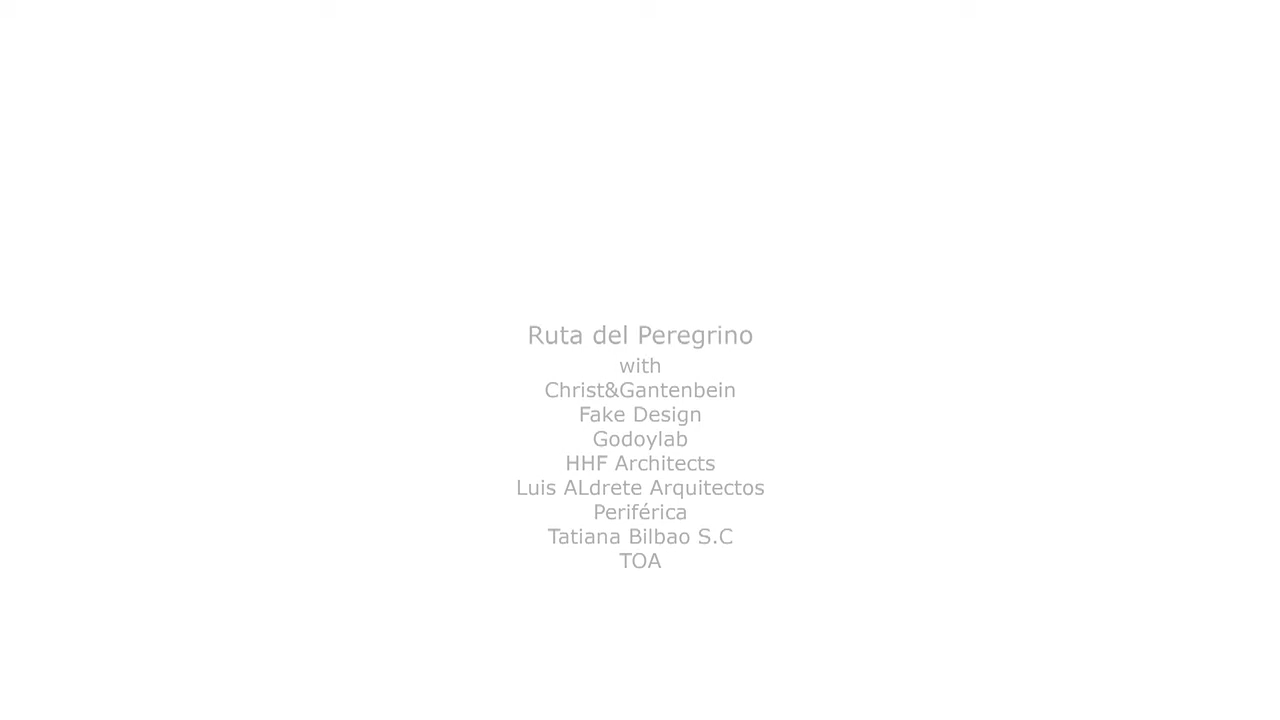 Ruta del Peregrino
with
Christ&Gantenbein
Fake Design
Godoylab
HHF Architects
Luis ALdrete Arquitectos
Periférica
Tatiana Bilbao S.C
TOA